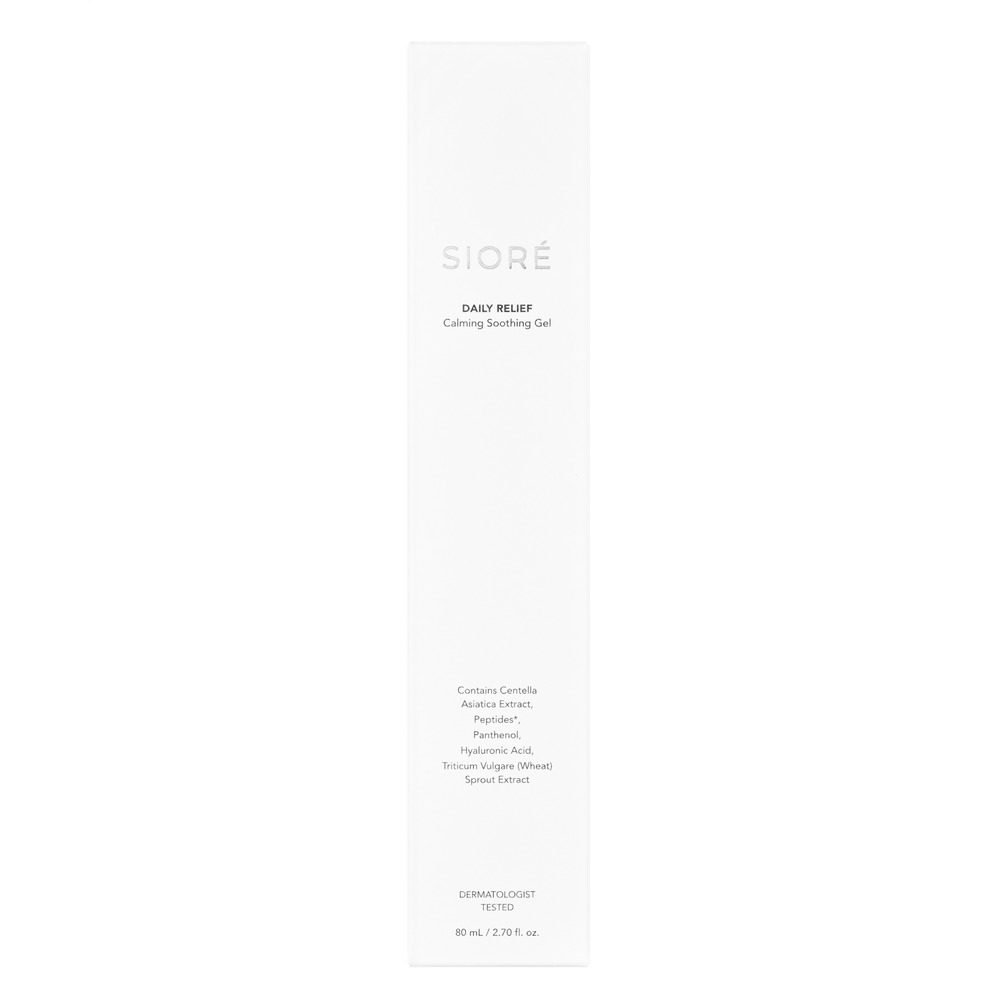 SIORÉ
DAILY RELIEF
Calming Soothing Gel
Contains Centella
Asiatica Extract,
Peptides*,
Panthenol,
Hyaluronic Acid,
Triticum Vulgare (Wheat)
Sprout Extract
DERMATOLOGIST
TESTED
80 mL / 2.70 fl. oz.